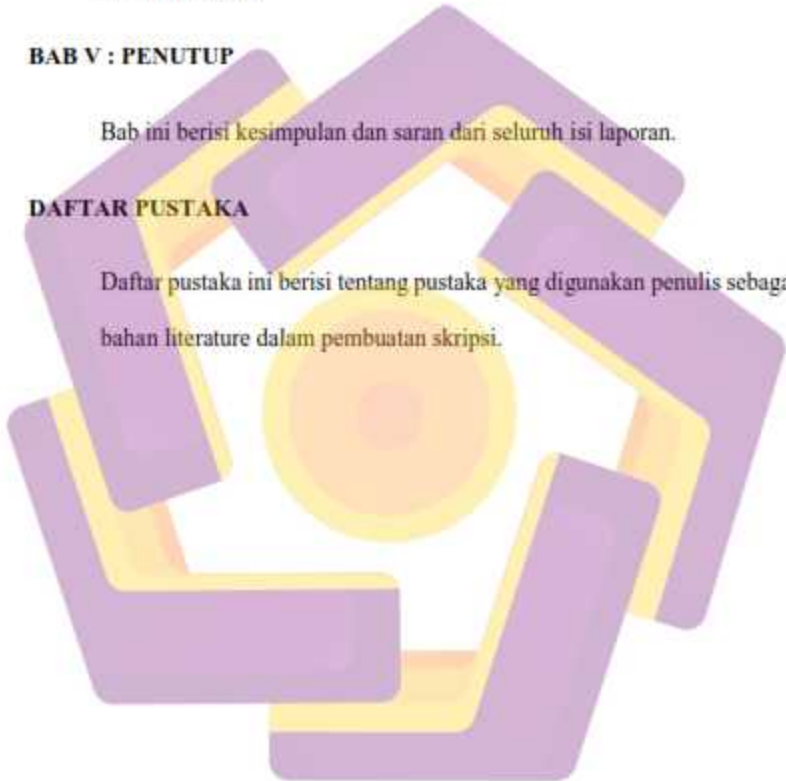 BAB V : PENUTUP
Bab ini berisi kesimpulan dan saran dari seluruh isi laporan.
DAFTAR PUSTAKA
Daftar pustaka ini berisi tentang pustaka yang digunakan penulis sebaga
bahan literature dalam pembuatan skripsi.